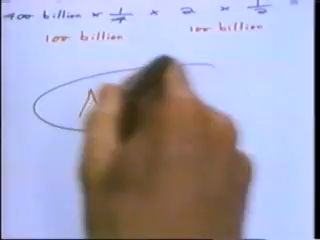 400 billion x 1/4 x 2 x 1/2 =
100 billion 100 billion